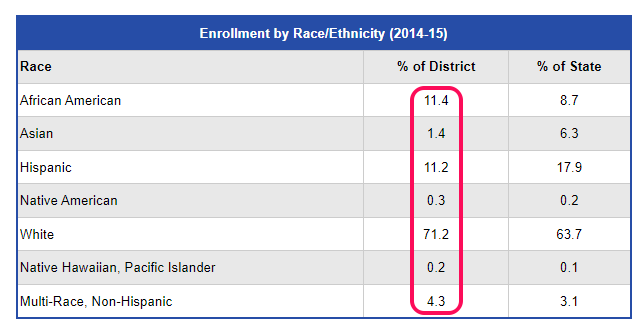 Enrollment by Race/Ethnicity (2014-15)
Race % of District % of State
African American 11.4 8.7
Asian 1.4 6.3
Hispanic 11.2 17.9
Native American 0.3 0.2
White 71.2 63.7
Native Hawaiian, Pacific Islander 0.2 0.1
Multi-Race, Non-Hispanic 4.3 3.1